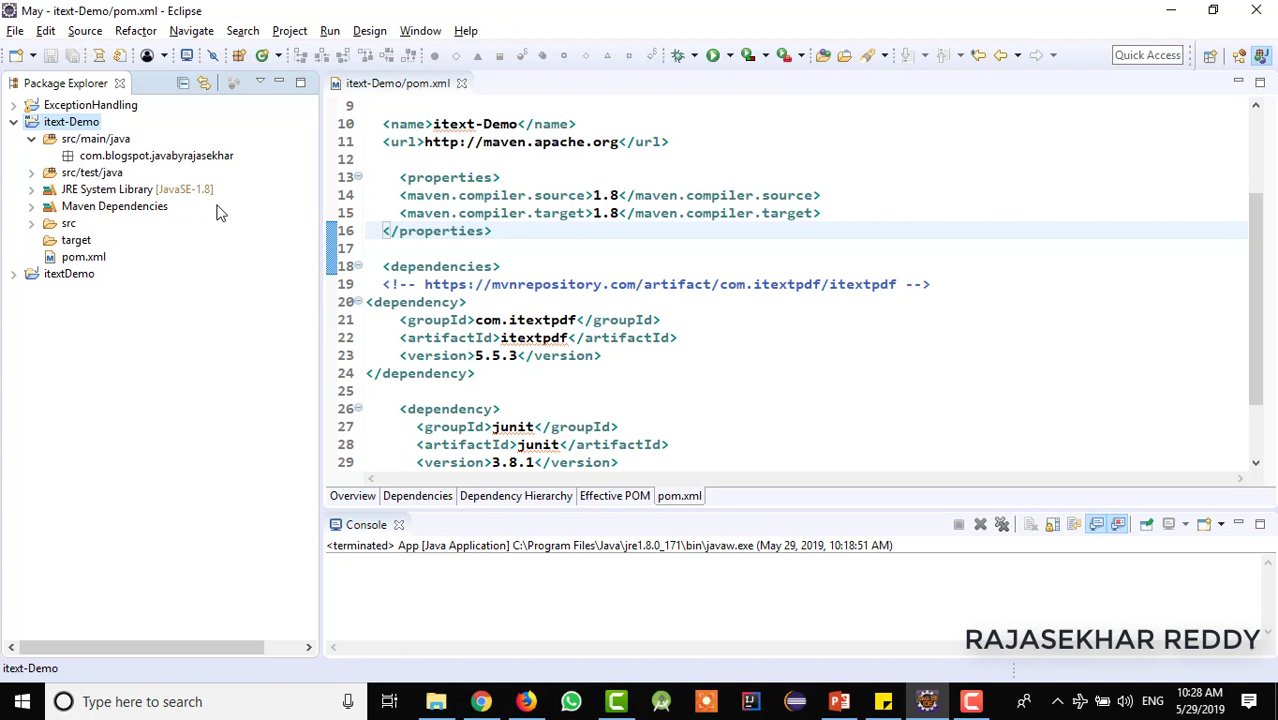 May - itext-Demo/pom.xml - Eclipse
File Edit Source Refactor Navigate Search Project Run Design Window Help
Quick Access
Package Explorer
ExceptionHandling
itext-Demo
src/main/java
com.blogspot.javabyrajasekhar
src/test/java
JRE System Library [JavaSE-1.8]
Maven Dependencies
src
target
pom.xml
itextDemo
itext-Demo/pom.xml
9
10 <name>itext-Demo</name>
11 <url>http://maven.apache.org</url>
12
13 <properties>
14 <maven.compiler.source>1.8</maven.compiler.source>
15 <maven.compiler.target>1.8</maven.compiler.target>
16 </properties>
17
18 <dependencies>
19 <!-- https://mvnrepository.com/artifact/com.itextpdf/itextpdf -->
20 <dependency>
21 <groupId>com.itextpdf</groupId>
22 <artifactId>itextpdf</artifactId>
23 <version>5.5.3</version>
24 </dependency>
25
26 <dependency>
27 <groupId>junit</groupId>
28 <artifactId>junit</artifactId>
29 <version>3.8.1</version>
Overview Dependencies Dependency Hierarchy Effective POM pom.xml
Console
<terminated> App [Java Application] C:\Program Files\Java\jre1.8.0_171\bin\javaw.exe (May 29, 2019, 10:18:51 AM)
RAJASEKHAR REDDY
itext-Demo
Type here to search
ENG
10:28 AM
5/29/2019